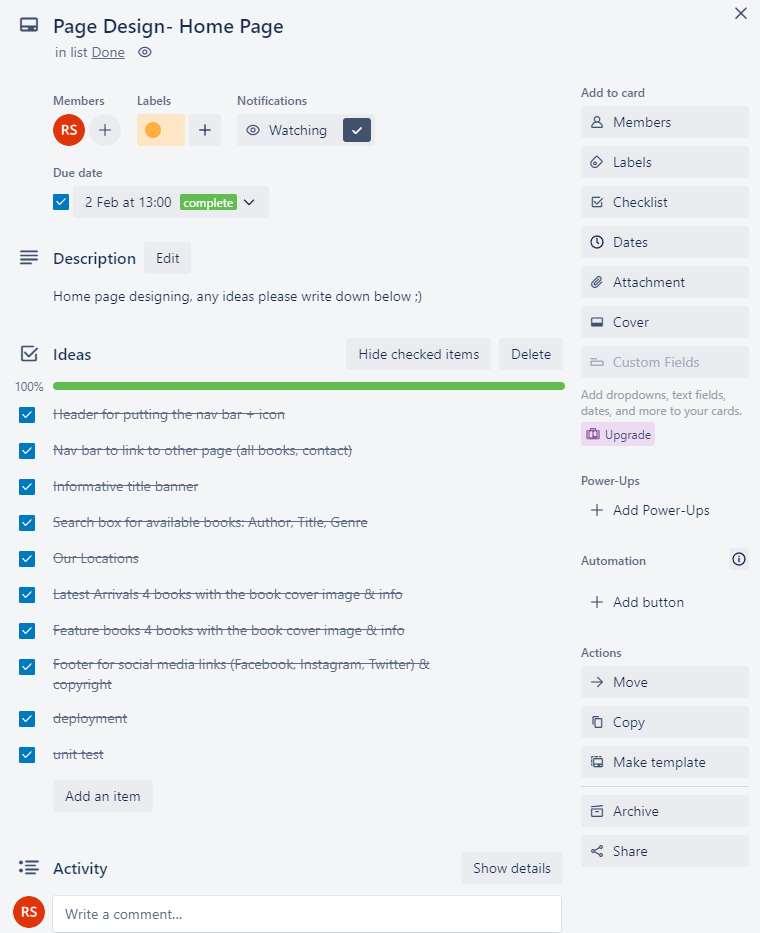 Page Design- Home Page
in list Done
Members
Labels
Notifications
RS
Watching
Due date
2 Feb at 13:00 complete
Description
Edit
Home page designing, any ideas please write down below ;)
Ideas
Hide checked items
Delete
100%
Header for putting the nav bar + icon
Nav bar to link to other page (all books, contact)
Informative title banner
Search box for available books: Author, Title, Genre
Our Locations
Latest Arrivals 4 books with the book cover image & info
Feature books 4 books with the book cover image & info
Footer for social media links (Facebook, Instagram, Twitter) &
copyright
deployment
unit test
Add an item
Activity
Show details
RS
Write a comment...
Add to card
Members
Labels
Checklist
Dates
Attachment
Cover
Custom Fields
Add dropdowns, text fields,
dates, and more to your cards.
Upgrade
Power-Ups
Add Power-Ups
Automation
Add button
Actions
Move
Copy
Make template
Archive
Share